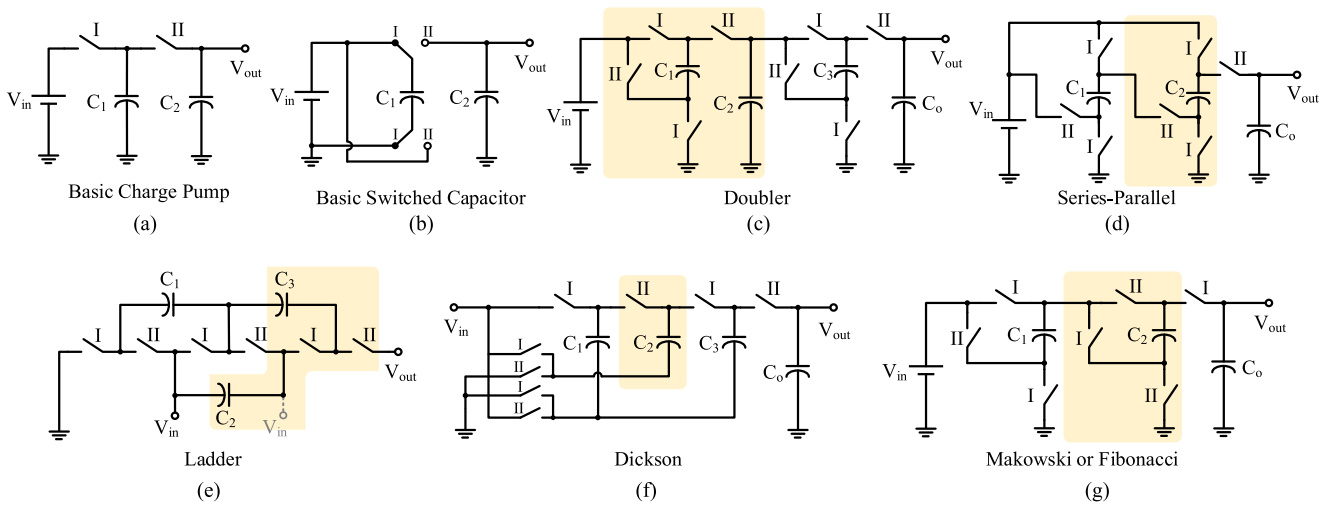 I II
V_in C_1 C_2 V_out
Basic Charge Pump
(a)
I II
V_in C_1 C_2 V_out
I II
Basic Switched Capacitor
(b)
I II I II
II C_1 II C_3 V_out
V_in C_2 C_o
I I
Doubler
(c)
I I II
C_1 C_2 V_out
V_in II II C_o
I I
Series-Parallel
(d)
C_1 C_3
I II I II I II
V_out
C_2
V_in V_in
Ladder
(e)
I II I II
V_in V_out
C_1 C_2 C_3
I
II C_o
I
II
Dickson
(f)
I II I
II C_1 I C_2 V_out
V_in C_o
I II
Makowski or Fibonacci
(g)